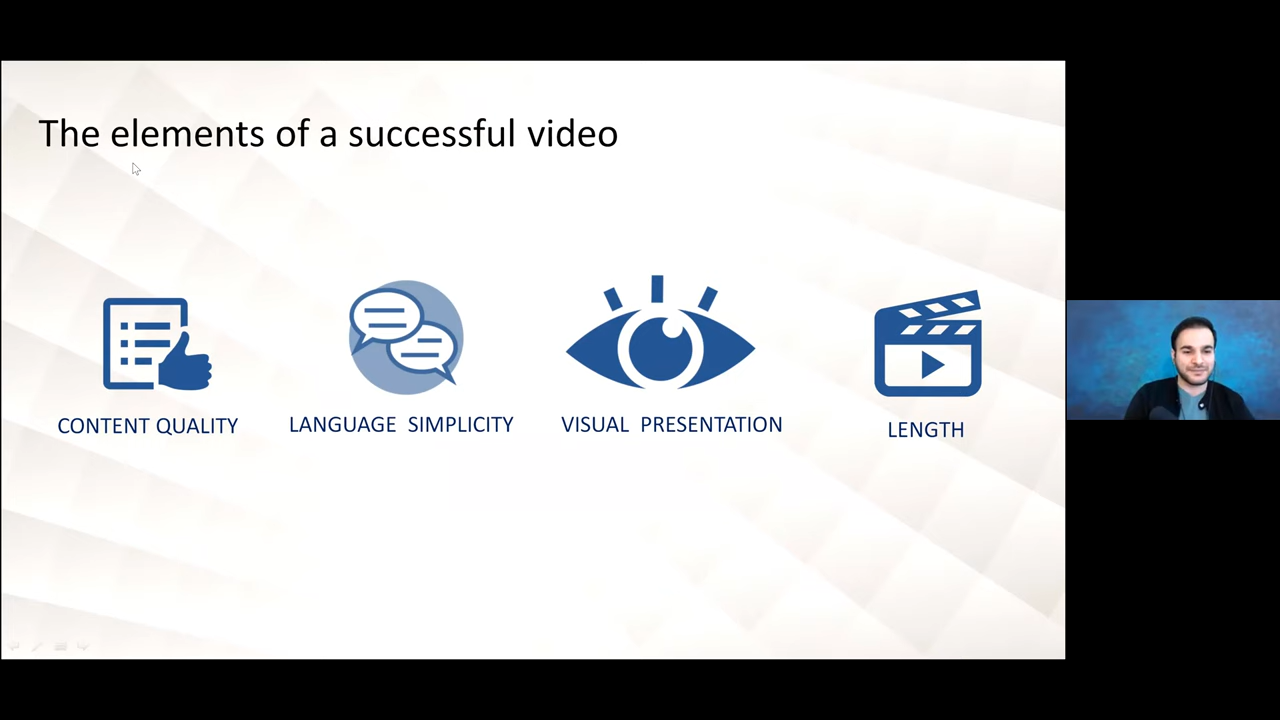 The elements of a successful video
CONTENT QUALITY
LANGUAGE SIMPLICITY
VISUAL PRESENTATION
LENGTH